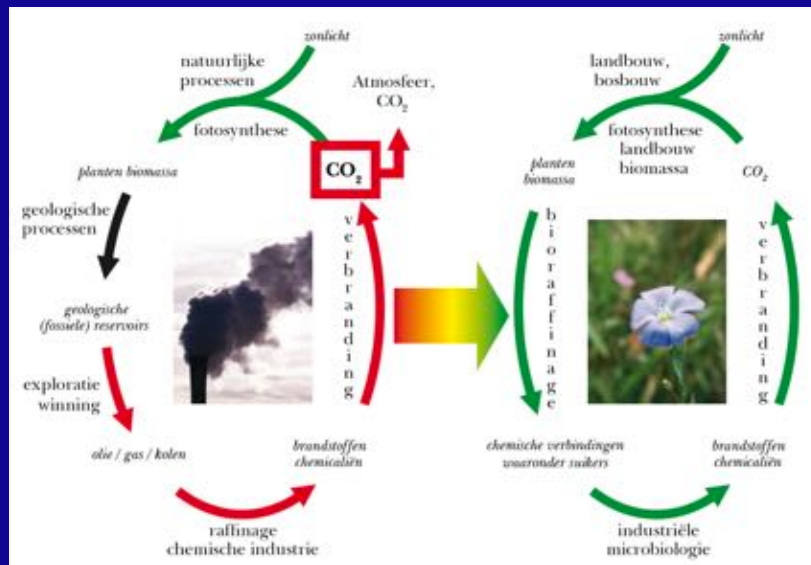 zonlicht
natuurlijke
processen
Atmosfeer,
CO₂
fotosynthese
CO₂
planten biomassa
geologische
processen
verbranding
geologische
(fossiele) reservoirs
exploratie
winning
olie / gas / kolen
brandstoffen
chemicaliën
raffinage
chemische industrie
zonlicht
landbouw,
bosbouw
fotosynthese
landbouw
biomassa
planten
biomassa
CO₂
bioraffinage
verbranding
chemische verbindingen
waaronder suikers
brandstoffen
chemicaliën
industriële
microbiologie